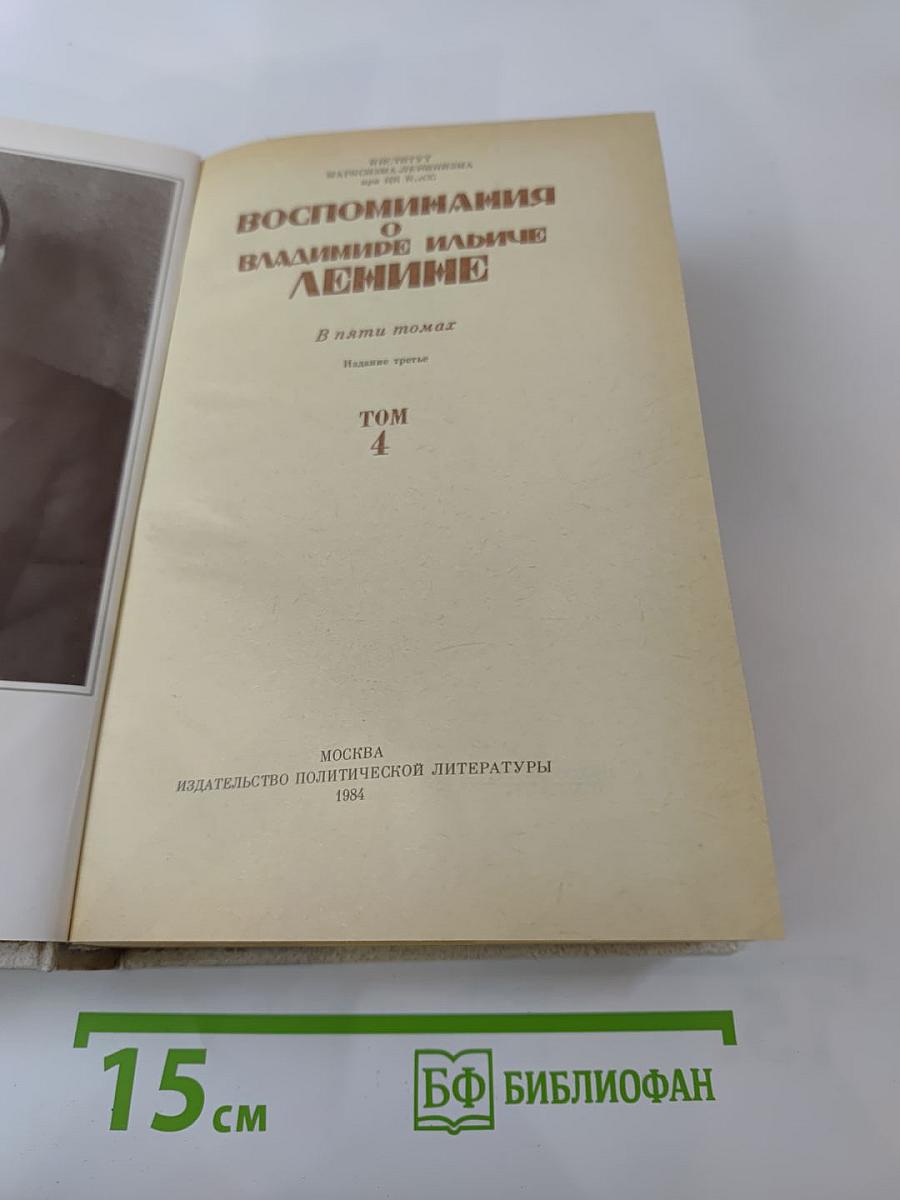 ИНСТИТУТ
МАРКСИЗМА-ЛЕНИНИЗМА
при ЦК КПСС
ВОСПОМИНАНИЯ
О
ВЛАДИМИРЕ ИЛЬИЧЕ
ЛЕНИНЕ
В пяти томах
Издание третье
ТОМ
4
МОСКВА
ИЗДАТЕЛЬСТВО ПОЛИТИЧЕСКОЙ ЛИТЕРАТУРЫ
1984
15 см
БФ БИБЛИОФАН